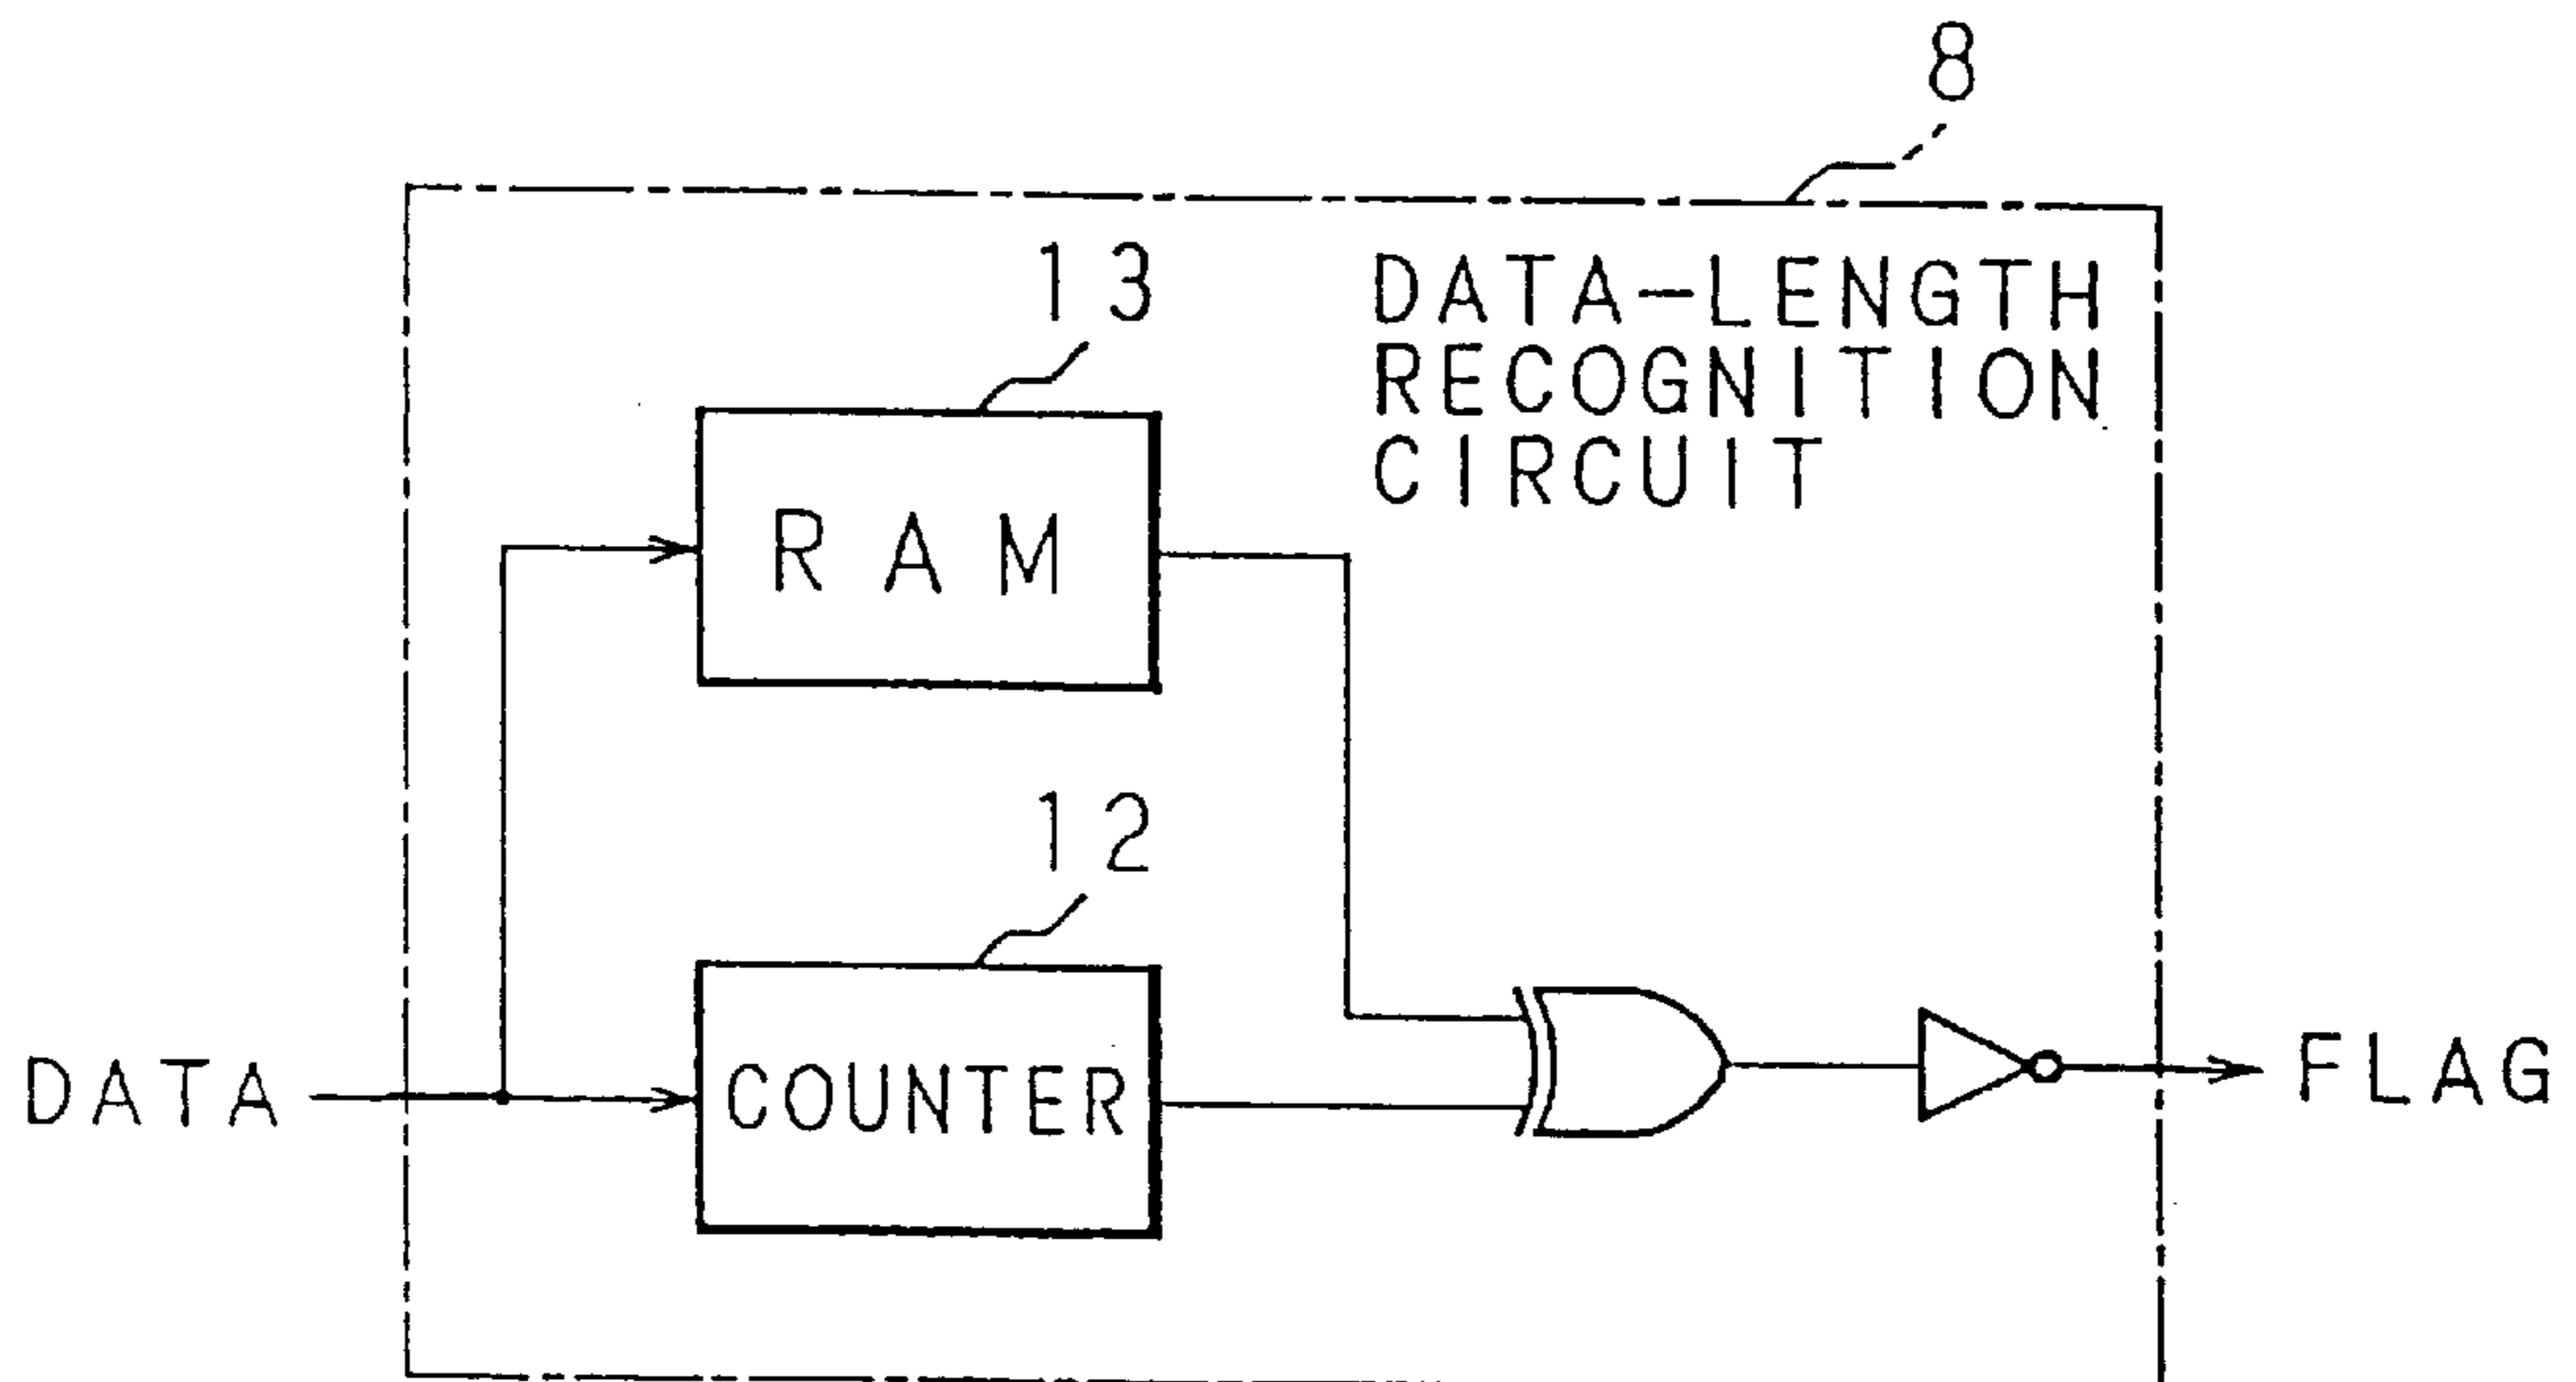 8
13
DATA-LENGTH
RECOGNITION
CIRCUIT
RAM
12
DATA
COUNTER
FLAG